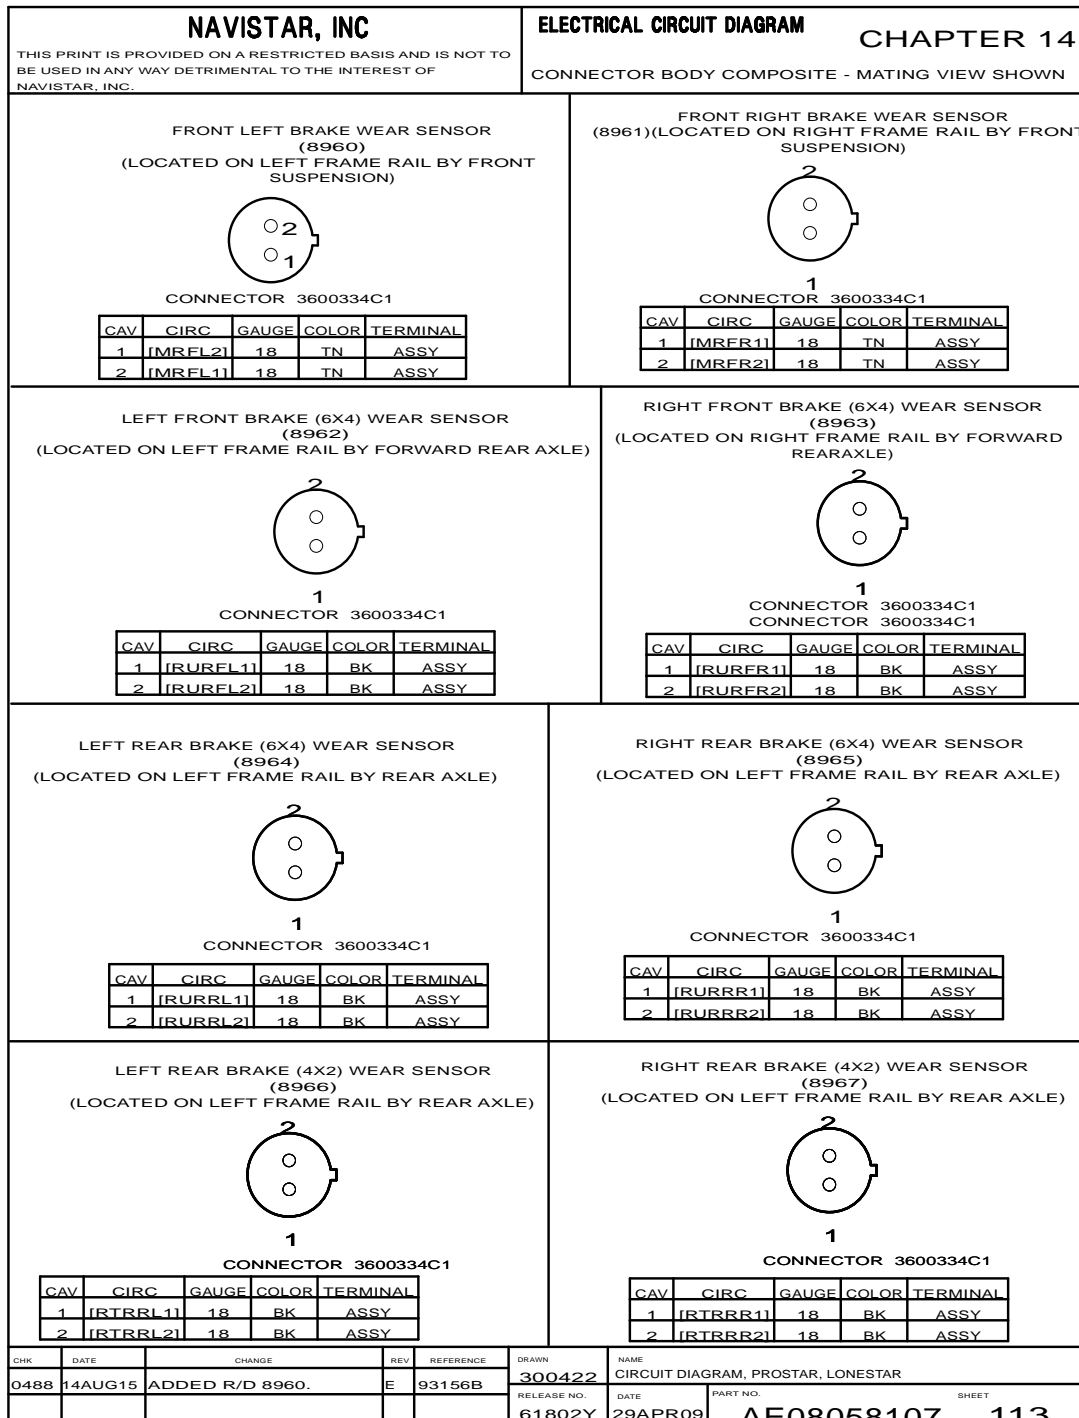 NAVISTAR, INC
THIS PRINT IS PROVIDED ON A RESTRICTED BASIS AND IS NOT TO
BE USED IN ANY WAY DETRIMENTAL TO THE INTEREST OF
NAVISTAR, INC.
ELECTRICAL CIRCUIT DIAGRAM
CHAPTER 14
CONNECTOR BODY COMPOSITE - MATING VIEW SHOWN
FRONT LEFT BRAKE WEAR SENSOR
(8960)
(LOCATED ON LEFT FRAME RAIL BY FRONT
SUSPENSION)
2
1
CONNECTOR 3600334C1
CAV CIRC GAUGE COLOR TERMINAL
1 [MRFL2] 18 TN ASSY
2 [MRFL1] 18 TN ASSY
FRONT RIGHT BRAKE WEAR SENSOR
(8961)(LOCATED ON RIGHT FRAME RAIL BY FRONT
SUSPENSION)
2
1
CONNECTOR 3600334C1
CAV CIRC GAUGE COLOR TERMINAL
1 [MRFR1] 18 TN ASSY
2 [MRFR2] 18 TN ASSY
LEFT FRONT BRAKE (6X4) WEAR SENSOR
(8962)
(LOCATED ON LEFT FRAME RAIL BY FORWARD REAR AXLE)
2
1
CONNECTOR 3600334C1
CAV CIRC GAUGE COLOR TERMINAL
1 [RURFL1] 18 BK ASSY
2 [RURFL2] 18 BK ASSY
RIGHT FRONT BRAKE (6X4) WEAR SENSOR
(8963)
(LOCATED ON RIGHT FRAME RAIL BY FORWARD
REARAXLE)
2
1
CONNECTOR 3600334C1
CONNECTOR 3600334C1
CAV CIRC GAUGE COLOR TERMINAL
1 [RURFR1] 18 BK ASSY
2 [RURFR2] 18 BK ASSY
LEFT REAR BRAKE (6X4) WEAR SENSOR
(8964)
(LOCATED ON LEFT FRAME RAIL BY REAR AXLE)
2
1
CONNECTOR 3600334C1
CAV CIRC GAUGE COLOR TERMINAL
1 [RURRL1] 18 BK ASSY
2 [RURRL2] 18 BK ASSY
RIGHT REAR BRAKE (6X4) WEAR SENSOR
(8965)
(LOCATED ON LEFT FRAME RAIL BY REAR AXLE)
2
1
CONNECTOR 3600334C1
CAV CIRC GAUGE COLOR TERMINAL
1 [RURRR1] 18 BK ASSY
2 [RURRR2] 18 BK ASSY
LEFT REAR BRAKE (4X2) WEAR SENSOR
(8966)
(LOCATED ON LEFT FRAME RAIL BY REAR AXLE)
2
1
CONNECTOR 3600334C1
CAV CIRC GAUGE COLOR TERMINAL
1 [RTRRL1] 18 BK ASSY
2 [RTRRL2] 18 BK ASSY
RIGHT REAR BRAKE (4X2) WEAR SENSOR
(8967)
(LOCATED ON LEFT FRAME RAIL BY REAR AXLE)
2
1
CONNECTOR 3600334C1
CAV CIRC GAUGE COLOR TERMINAL
1 [RTRRR1] 18 BK ASSY
2 [RTRRR2] 18 BK ASSY
CHK DATE CHANGE REV REFERENCE
0488 14AUG15 ADDED R/D 8960. E 93156B
DRAWN
300422
NAME
CIRCUIT DIAGRAM, PROSTAR, LONESTAR
RELEASE NO.
61802Y
DATE
29APR09
PART NO.
AE08058107
SHEET
113